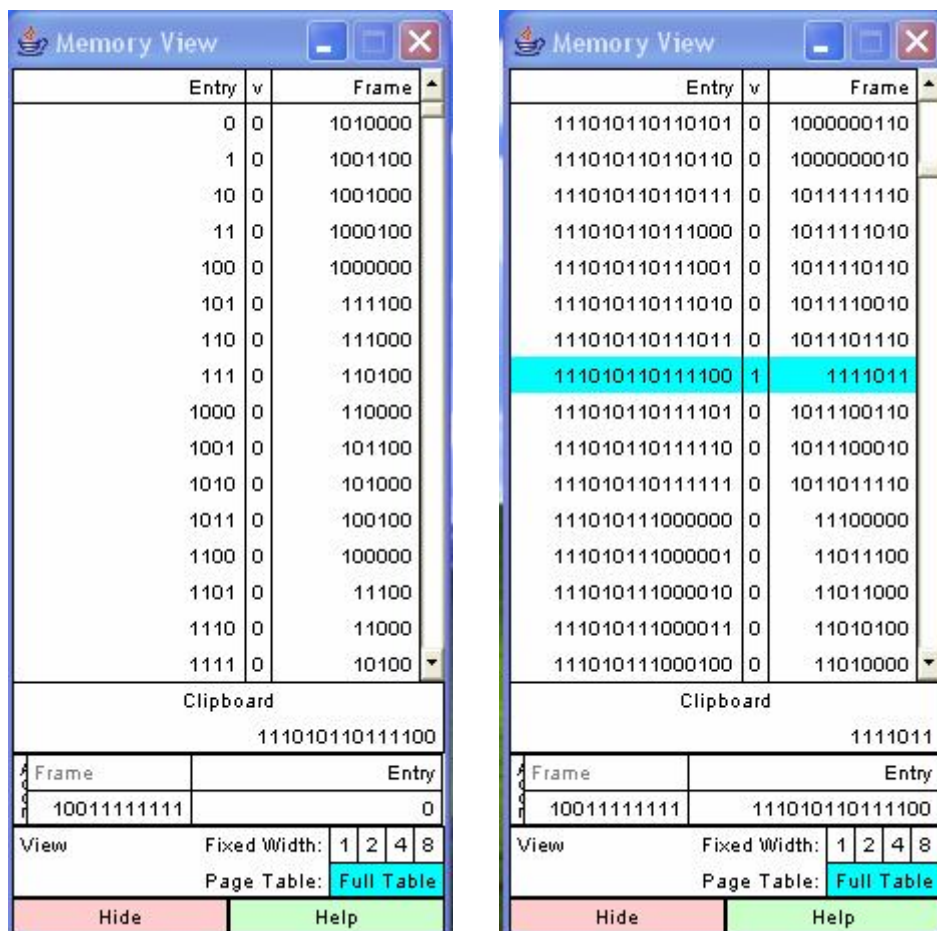 Memory View
Entry v Frame
0 0 1010000
1 0 1001100
10 0 1001000
11 0 1000100
100 0 1000000
101 0 111100
110 0 111000
111 0 110100
1000 0 110000
1001 0 101100
1010 0 101000
1011 0 100100
1100 0 100000
1101 0 11100
1110 0 11000
1111 0 10100
Clipboard
111010110111100
Frame Entry
10011111111 0
View Fixed Width: 1 2 4 8
Page Table: Full Table
Hide Help
Memory View
Entry v Frame
111010110110101 0 1000000110
111010110110110 0 1000000010
111010110110111 0 1011111110
111010110111000 0 1011111010
111010110111001 0 1011110110
111010110111010 0 1011110010
111010110111011 0 1011101110
111010110111100 1 1111011
111010110111101 0 1011100110
111010110111110 0 1011100010
111010110111111 0 1011011110
111010111000000 0 11100000
111010111000001 0 11011100
111010111000010 0 11011000
111010111000011 0 11010100
111010111000100 0 11010000
Clipboard
1111011
Frame Entry
10011111111 111010110111100
View Fixed Width: 1 2 4 8
Page Table: Full Table
Hide Help